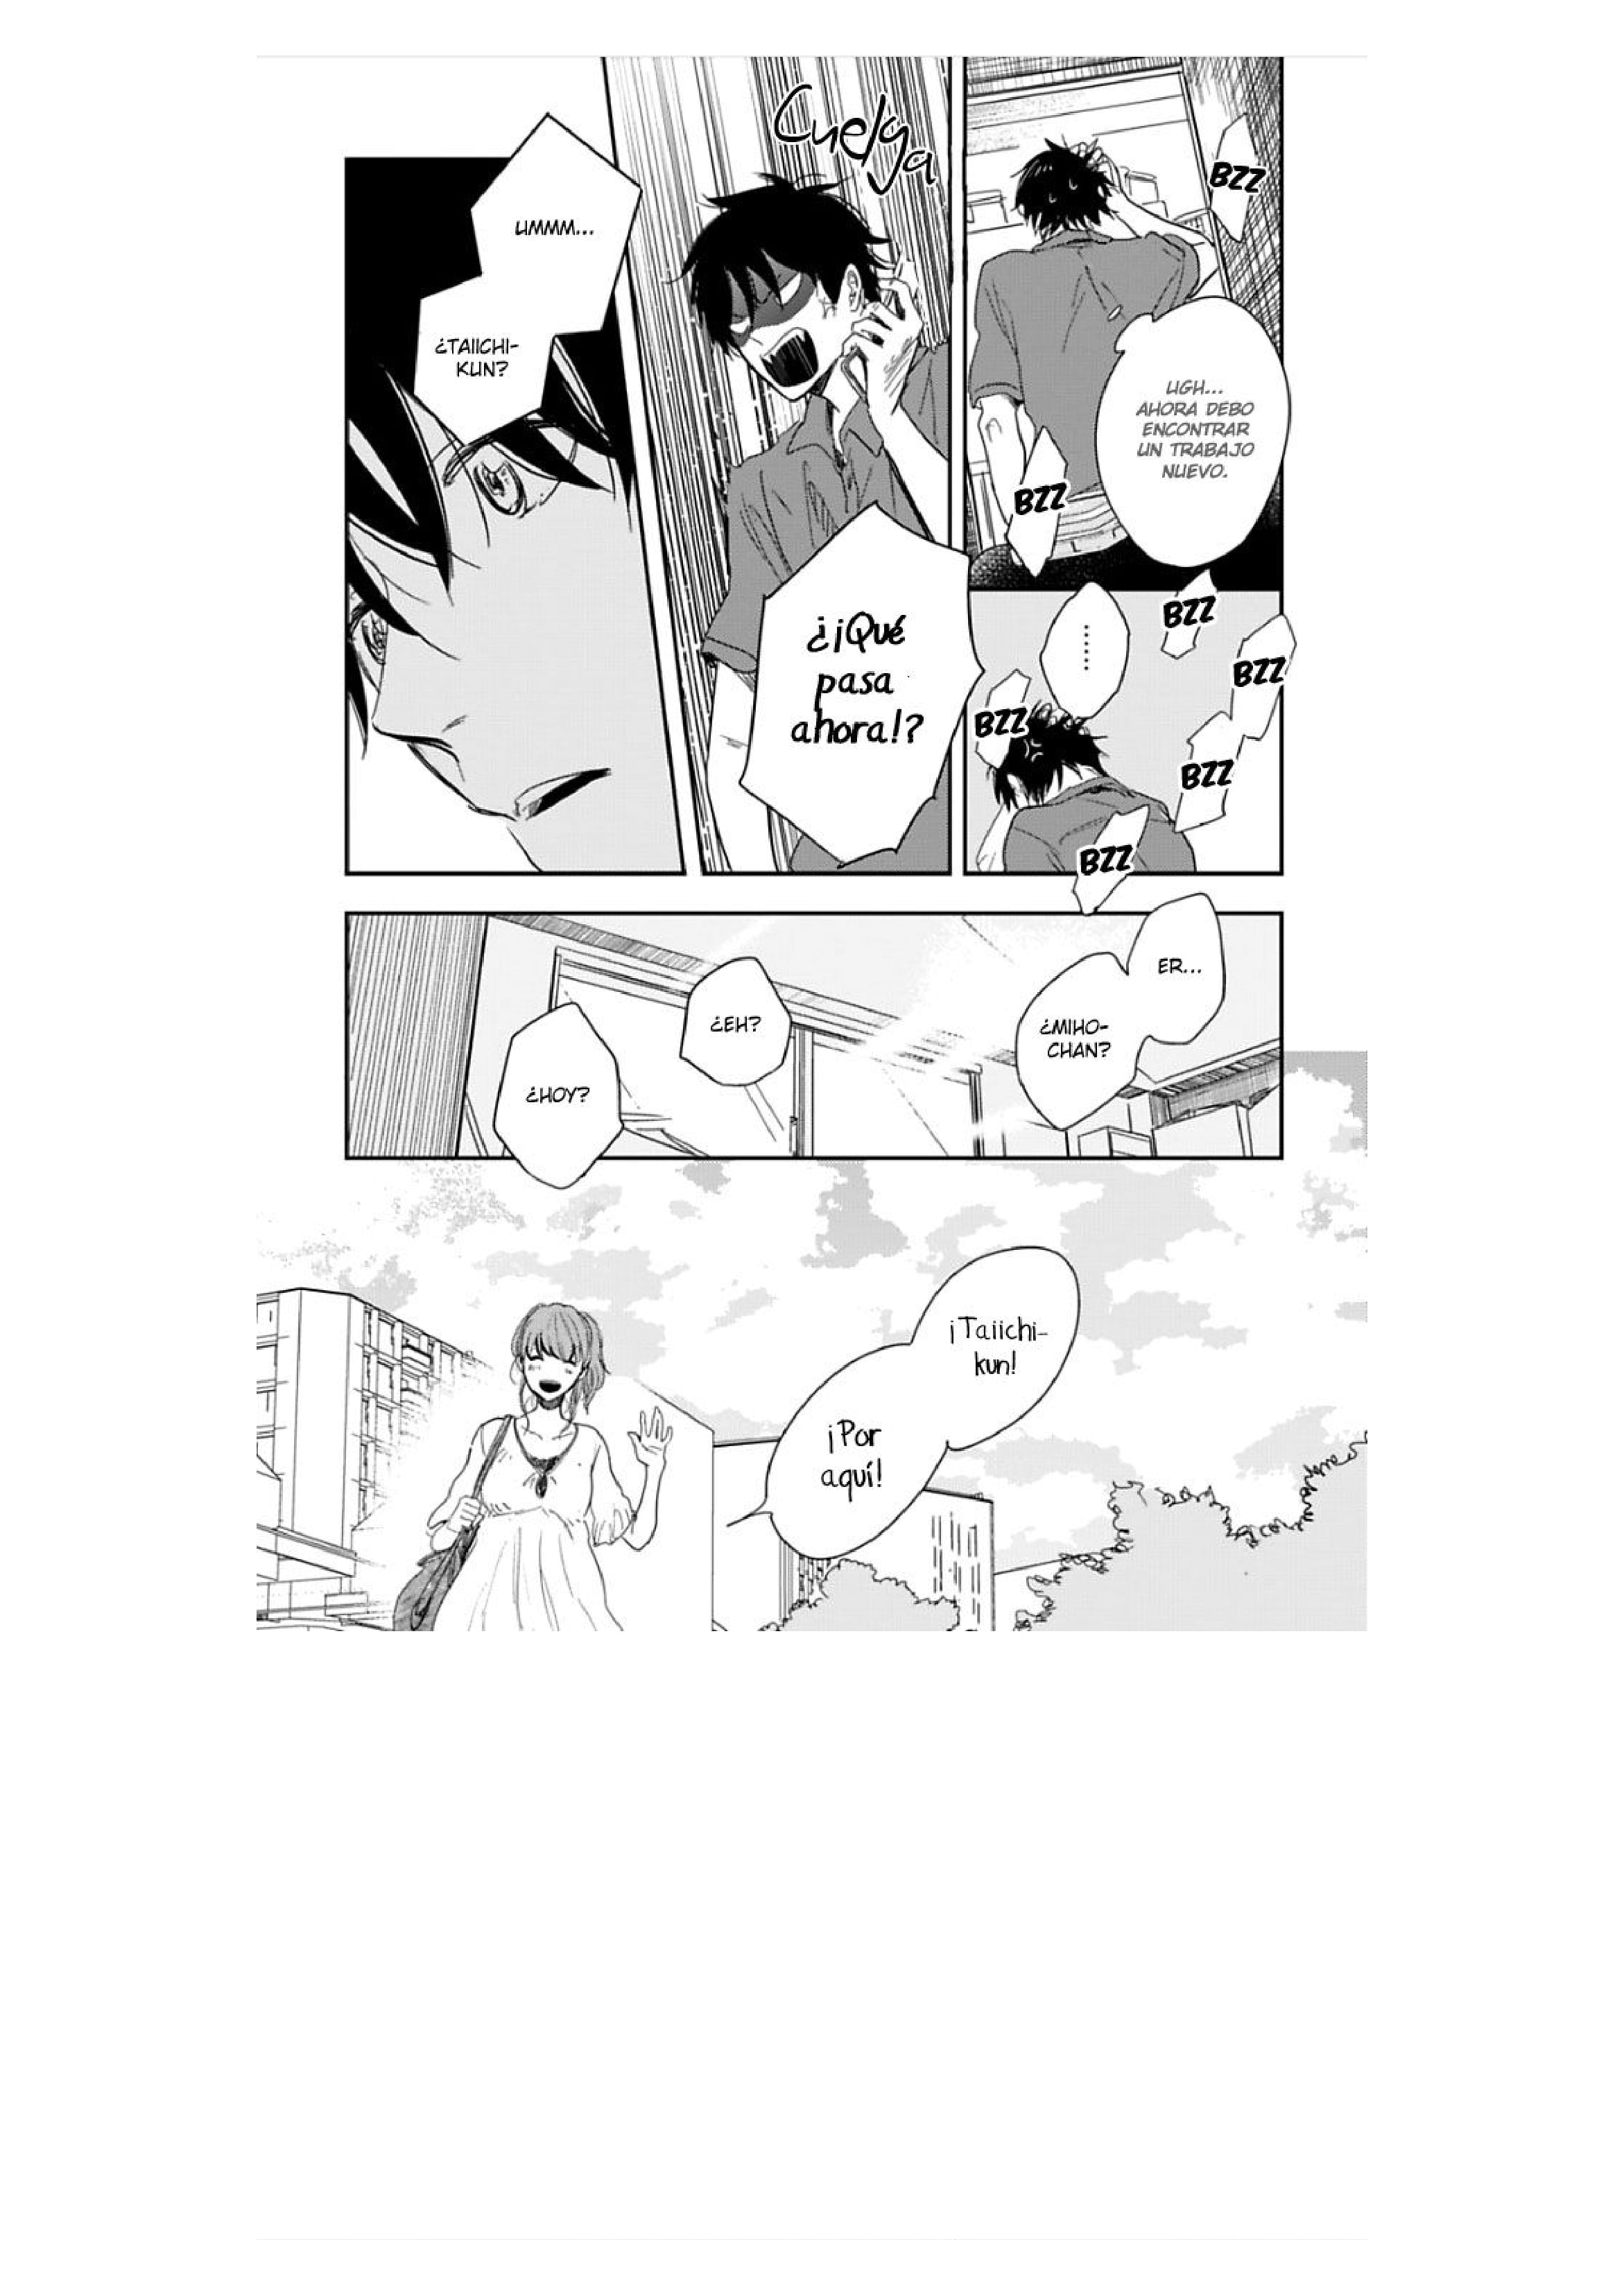 BZZ
UGH...
AHORA DEBO
ENCONTRAR
UN TRABAJO
NUEVO.
BZZ
BZZ
.......
BZZ
BZZ
BZZ
BZZ
Cuelga
¿¡Qué
pasa
ahora!?
UMMM...
¿TAIICHI-
KUN?
ER...
¿MIHO-
CHAN?
¿EH?
¿HOY?
¡Taiichi-
kun!
¡Por
aquí!